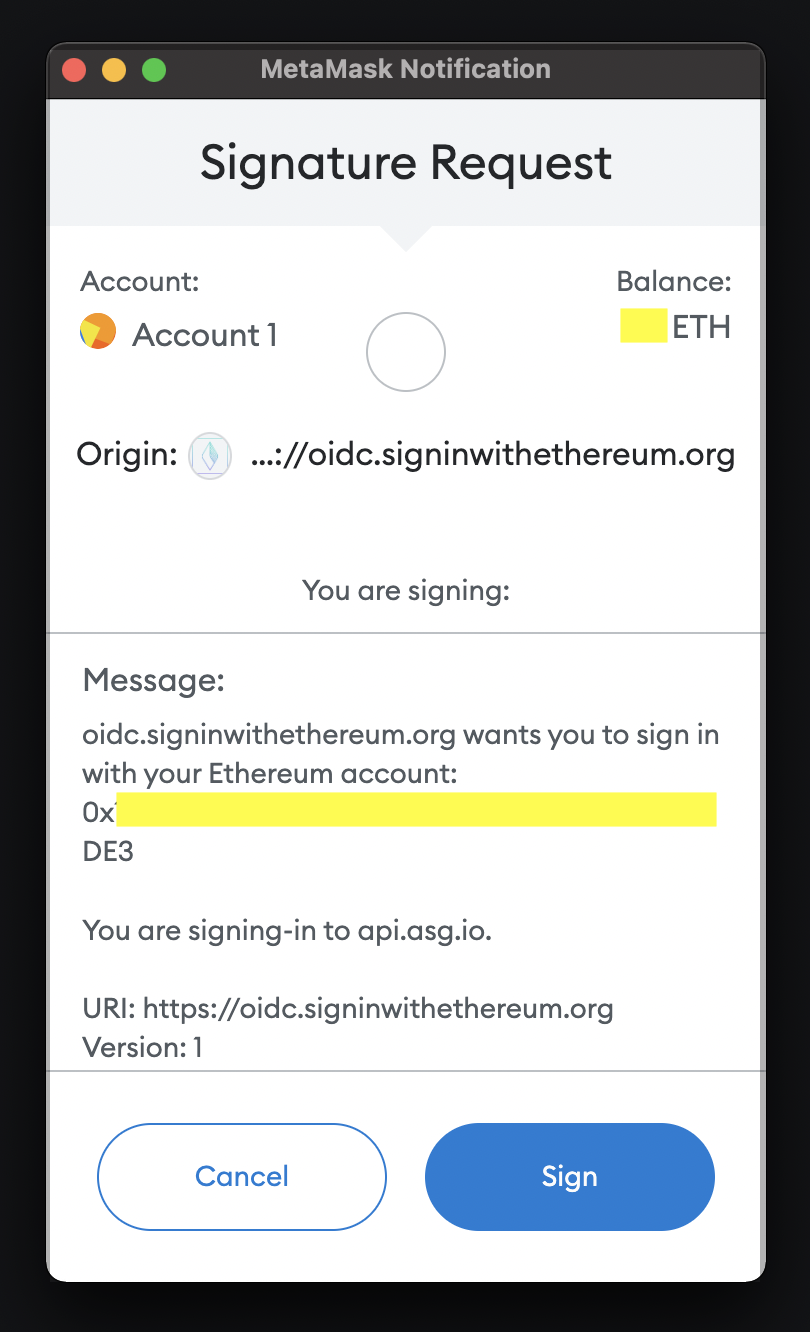 MetaMask Notification
Signature Request
Account:
Balance:
Account 1
ETH
Origin: ...://oidc.signinwithethereum.org
You are signing:
Message:
oidc.signinwithethereum.org wants you to sign in
with your Ethereum account:
0x
DE3
You are signing-in to api.asg.io.
URI: https://oidc.signinwithethereum.org
Version: 1
Cancel
Sign